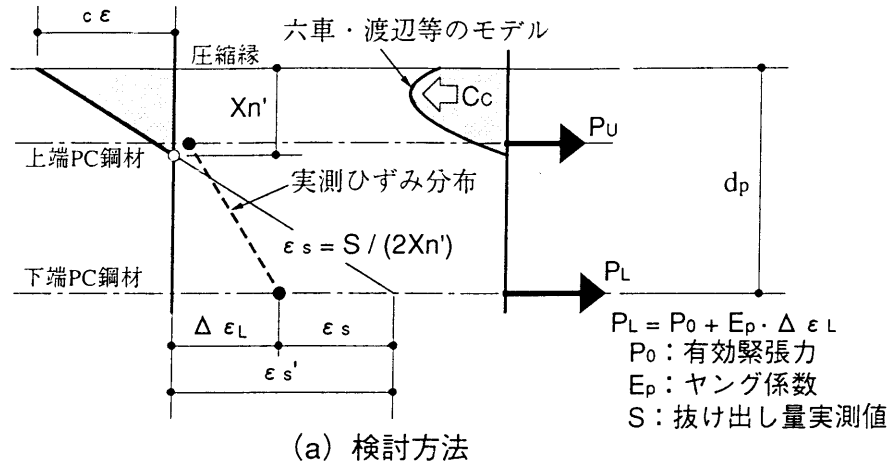 cε
圧縮縁
六車・渡辺等のモデル
Xn'
Cc
PU
上端PC鋼材
実測ひずみ分布
dp
εs = S / (2Xn')
下端PC鋼材
PL
Δ εL
εs
PL = P0 + Ep・Δ εL
εs'
P0：有効緊張力
Ep：ヤング係数
S：抜け出し量実測値
(a) 検討方法